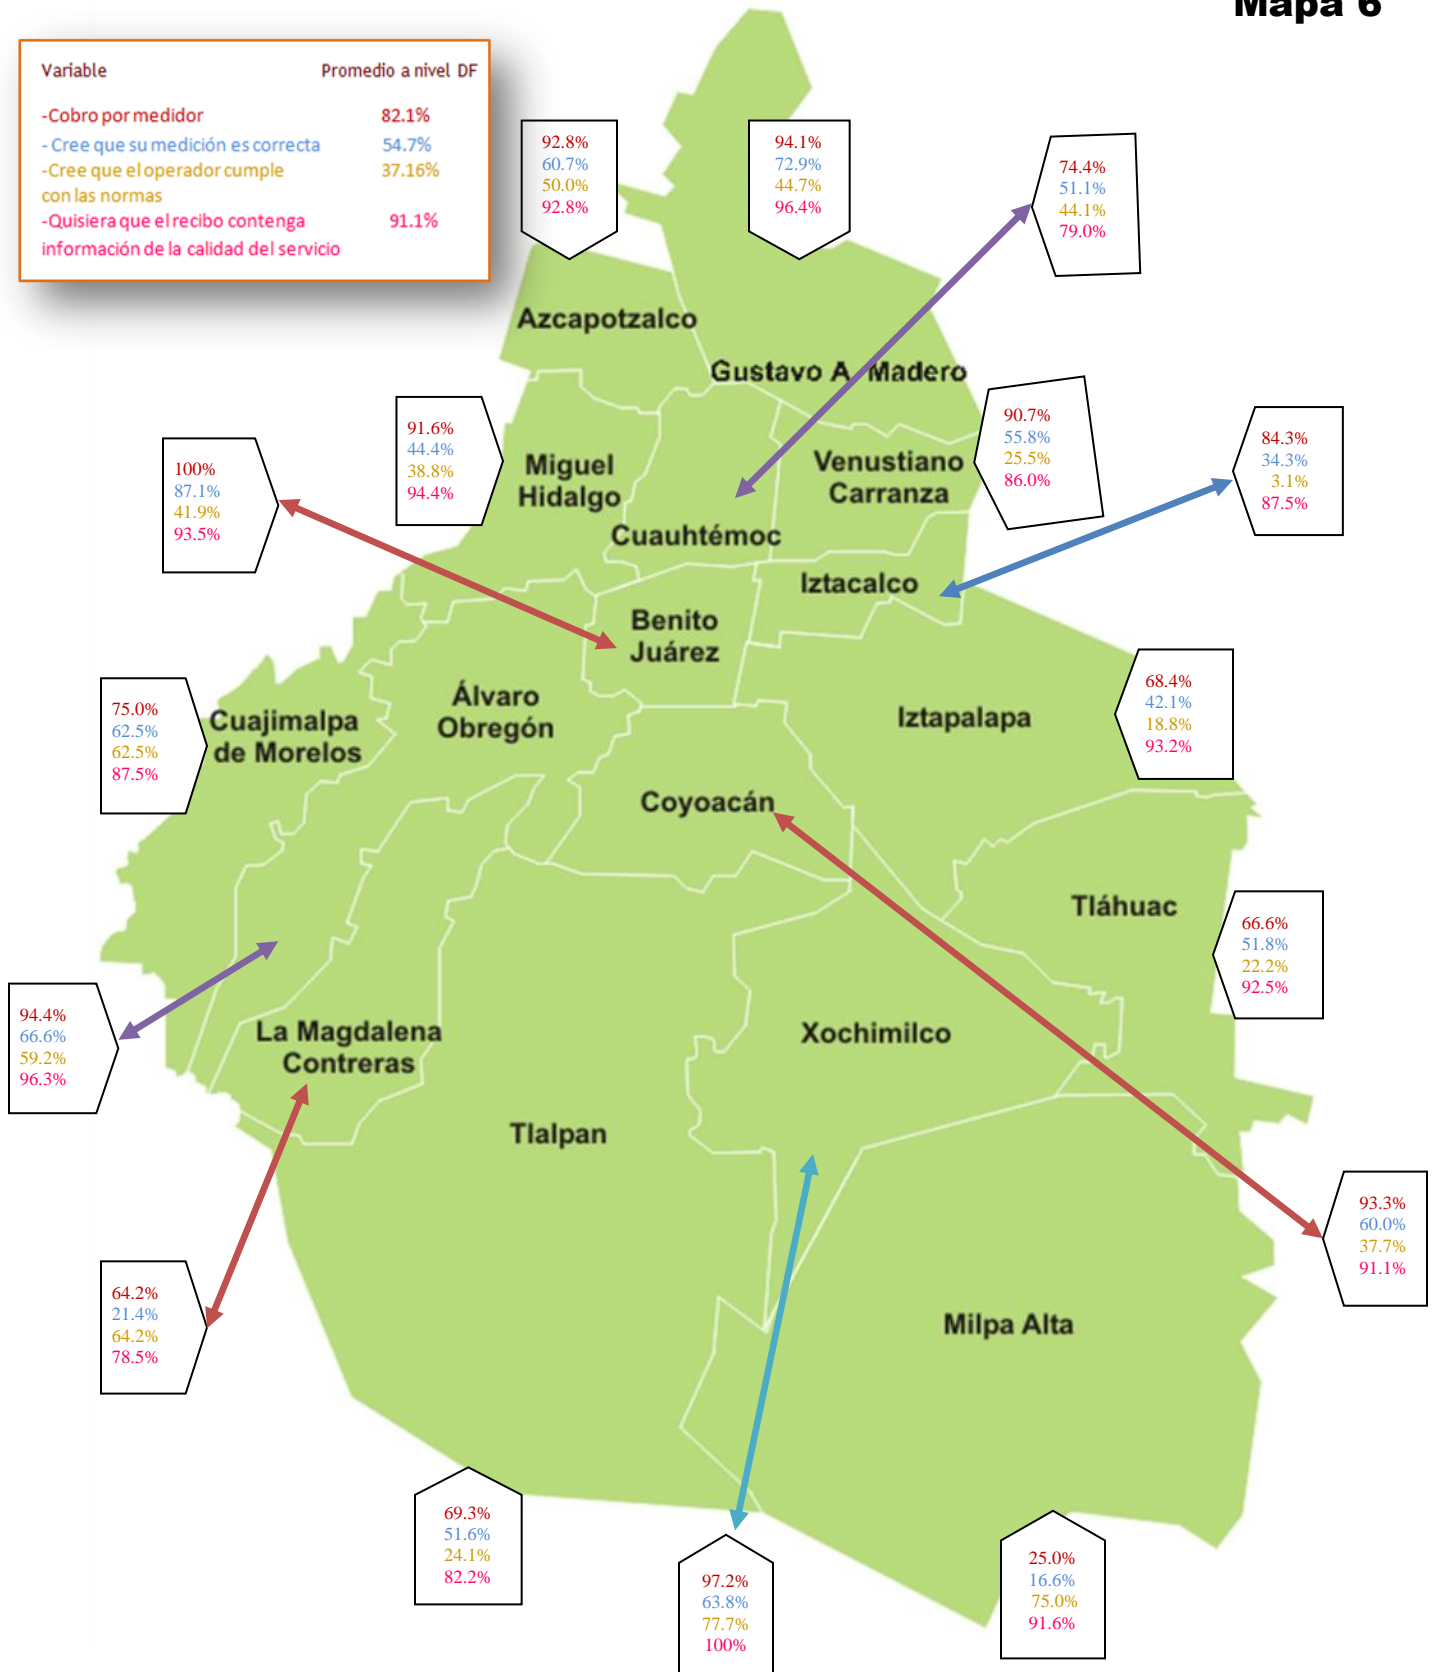 Mapa 6
Variable Promedio a nivel DF
-Cobro por medidor 82.1%
- Cree que su medición es correcta 54.7%
-Cree que el operador cumple 37.16%
con las normas
-Quisiera que el recibo contenga 91.1%
información de la calidad del servicio
92.8%
60.7%
50.0%
92.8%
94.1%
72.9%
44.7%
96.4%
74.4%
51.1%
44.1%
79.0%
Azcapotzalco
Gustavo A. Madero
91.6%
44.4%
38.8%
94.4%
90.7%
55.8%
25.5%
86.0%
84.3%
34.3%
3.1%
87.5%
100%
87.1%
41.9%
93.5%
Miguel
Hidalgo
Venustiano
Carranza
Cuauhtémoc
Iztacalco
Benito
Juárez
75.0%
62.5%
62.5%
87.5%
Cuajimalpa
de Morelos
Álvaro
Obregón
Iztapalapa
68.4%
42.1%
18.8%
93.2%
Coyoacán
Tláhuac
66.6%
51.8%
22.2%
92.5%
94.4%
66.6%
59.2%
96.3%
La Magdalena
Contreras
Xochimilco
Tlalpan
93.3%
60.0%
37.7%
91.1%
64.2%
21.4%
64.2%
78.5%
Milpa Alta
69.3%
51.6%
24.1%
82.2%
97.2%
63.8%
77.7%
100%
25.0%
16.6%
75.0%
91.6%